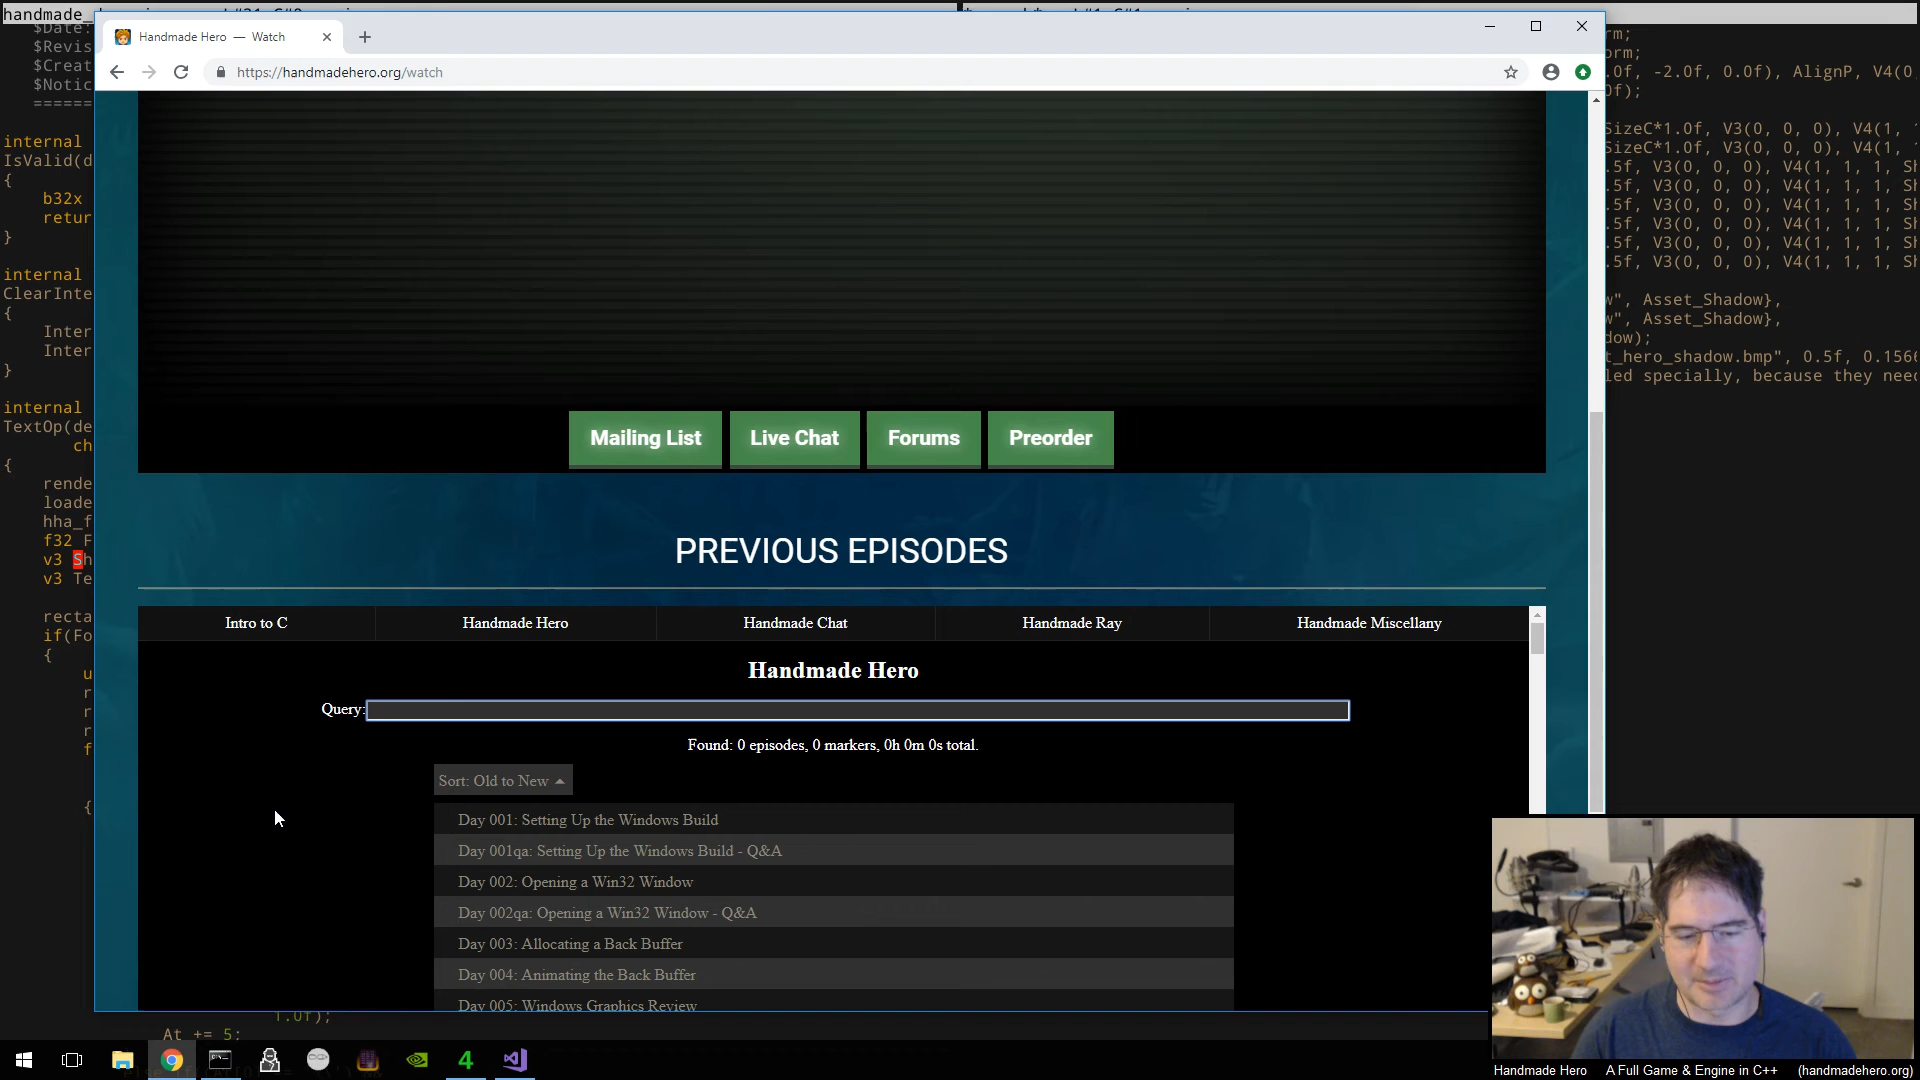 handmade_
Handmade Hero — Watch
https://handmadehero.org/watch
$Date:
$Revis
$Creat
$Notic
======
internal
IsValid(d
{
b32x
retur
}
internal
ClearInte
{
Inter
Inter
}
internal
TextOp(de
ch
{
rende
loade
hha_f
f32 F
v3 Sh
v3 Te
recta
if(Fo
{
u
r
r
r
f
{
1.0f);
At += 5;
rm;
orm;
.0f, -2.0f, 0.0f), AlignP, V4(0,
0f);
SizeC*1.0f, V3(0, 0, 0), V4(1,
SizeC*1.0f, V3(0, 0, 0), V4(1,
.5f, V3(0, 0, 0), V4(1, 1, 1, Sh
.5f, V3(0, 0, 0), V4(1, 1, 1, Sh
.5f, V3(0, 0, 0), V4(1, 1, 1, Sh
.5f, V3(0, 0, 0), V4(1, 1, 1, Sh
.5f, V3(0, 0, 0), V4(1, 1, 1, Sh
.5f, V3(0, 0, 0), V4(1, 1, 1, Sh
w", Asset_Shadow},
w", Asset_Shadow},
dow);
t_hero_shadow.bmp", 0.5f, 0.1566
led specially, because they need
Mailing List
Live Chat
Forums
Preorder
PREVIOUS EPISODES
Intro to C
Handmade Hero
Handmade Chat
Handmade Ray
Handmade Miscellany
Handmade Hero
Query:
Found: 0 episodes, 0 markers, 0h 0m 0s total.
Sort: Old to New
Day 001: Setting Up the Windows Build
Day 001qa: Setting Up the Windows Build - Q&A
Day 002: Opening a Win32 Window
Day 002qa: Opening a Win32 Window - Q&A
Day 003: Allocating a Back Buffer
Day 004: Animating the Back Buffer
Day 005: Windows Graphics Review
4
Handmade Hero A Full Game & Engine in C++ (handmadehero.org)